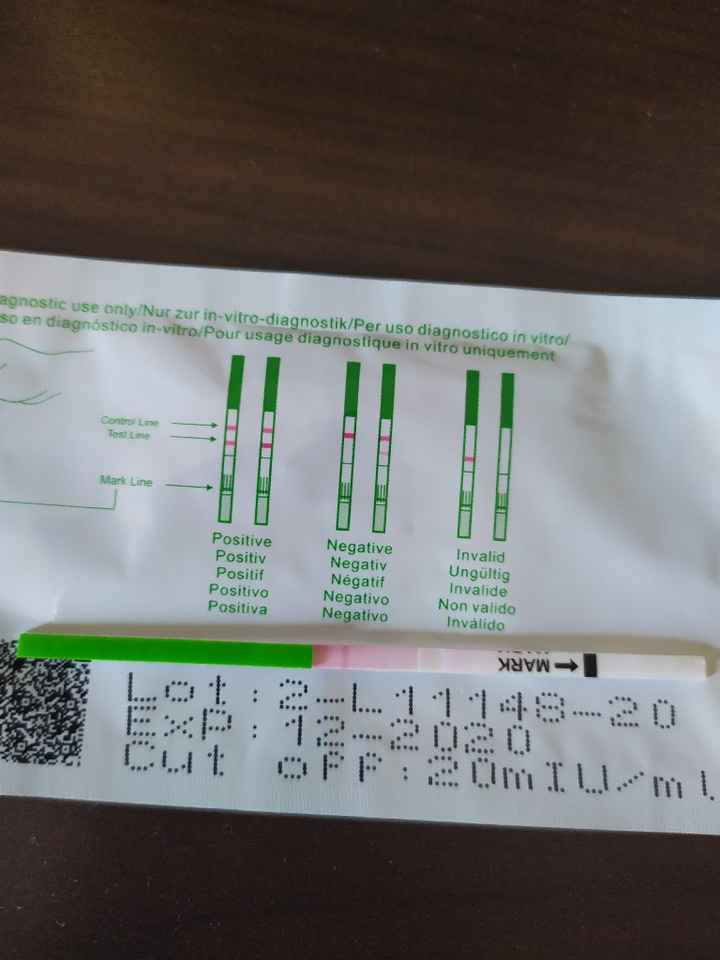 agnostic use only/Nur zur in-vitro-diagnostik/Per uso diagnostico in vitro/
so en diagnóstico in-vitro/Pour usage diagnostique in vitro uniquement
Control Line
Test Line
Mark Line
Positive
Positiv
Positif
Positivo
Positiva
Negative
Negativ
Négatif
Negativo
Negativo
Invalid
Ungültig
Invalide
Non valido
Inválido
MARK
Lot:2-L11148-20
Exp:12-2020
Cut off:20mIU/ml